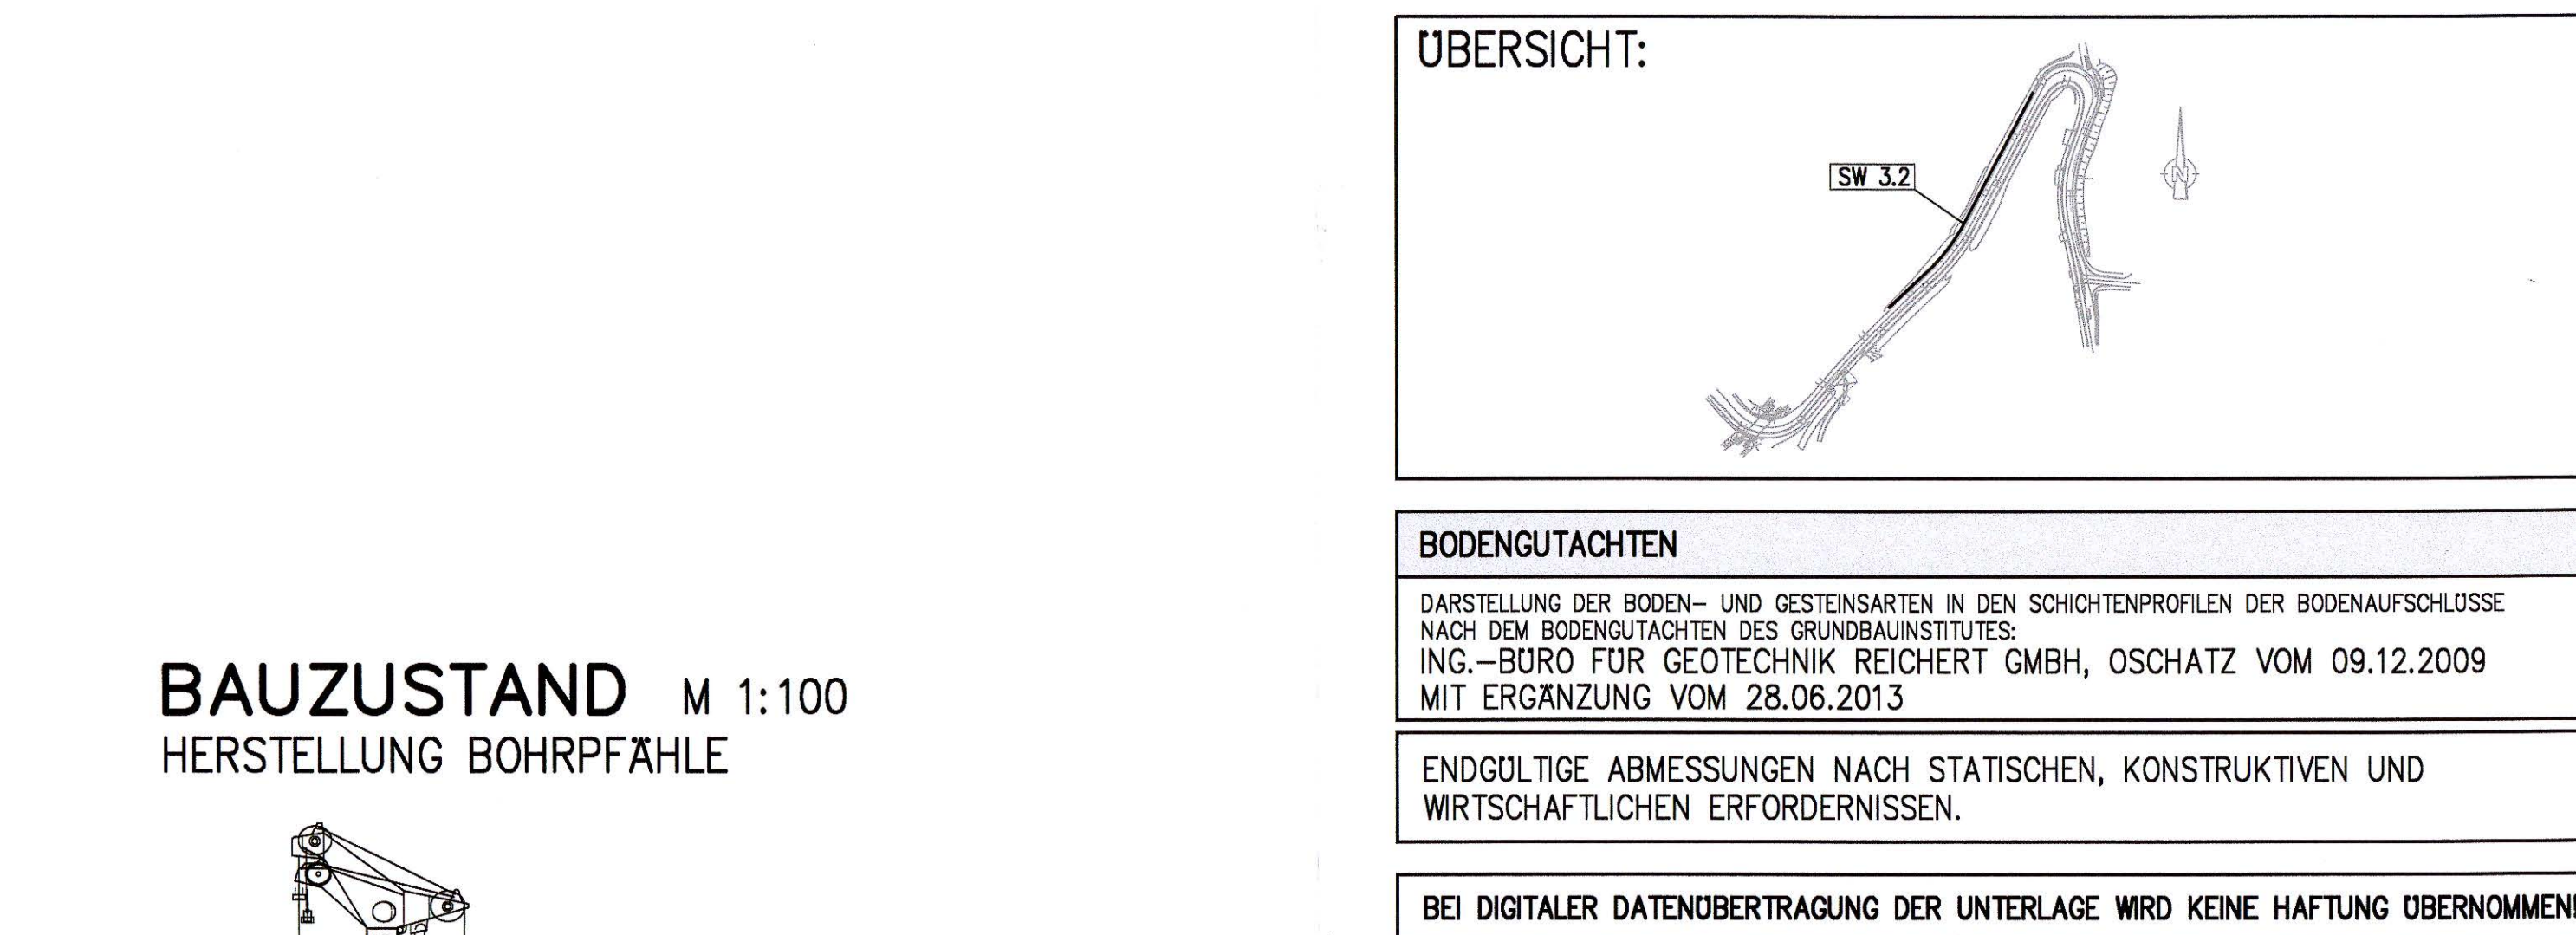 ÜBERSICHT:
SW 3.2
N
BODENGUTACHTEN
DARSTELLUNG DER BODEN– UND GESTEINSARTEN IN DEN SCHICHTENPROFILEN DER BODENAUFSCHLÜSSE
NACH DEM BODENGUTACHTEN DES GRUNDBAUINSTITUTES:
ING.–BÜRO FÜR GEOTECHNIK REICHERT GMBH, OSCHATZ VOM 09.12.2009
MIT ERGÄNZUNG VOM 28.06.2013
ENDGÜLTIGE ABMESSUNGEN NACH STATISCHEN, KONSTRUKTIVEN UND
WIRTSCHAFTLICHEN ERFORDERNISSEN.
BEI DIGITALER DATENÜBERTRAGUNG DER UNTERLAGE WIRD KEINE HAFTUNG ÜBERNOMMEN!
BAUZUSTAND M 1:100
HERSTELLUNG BOHRPFÄHLE